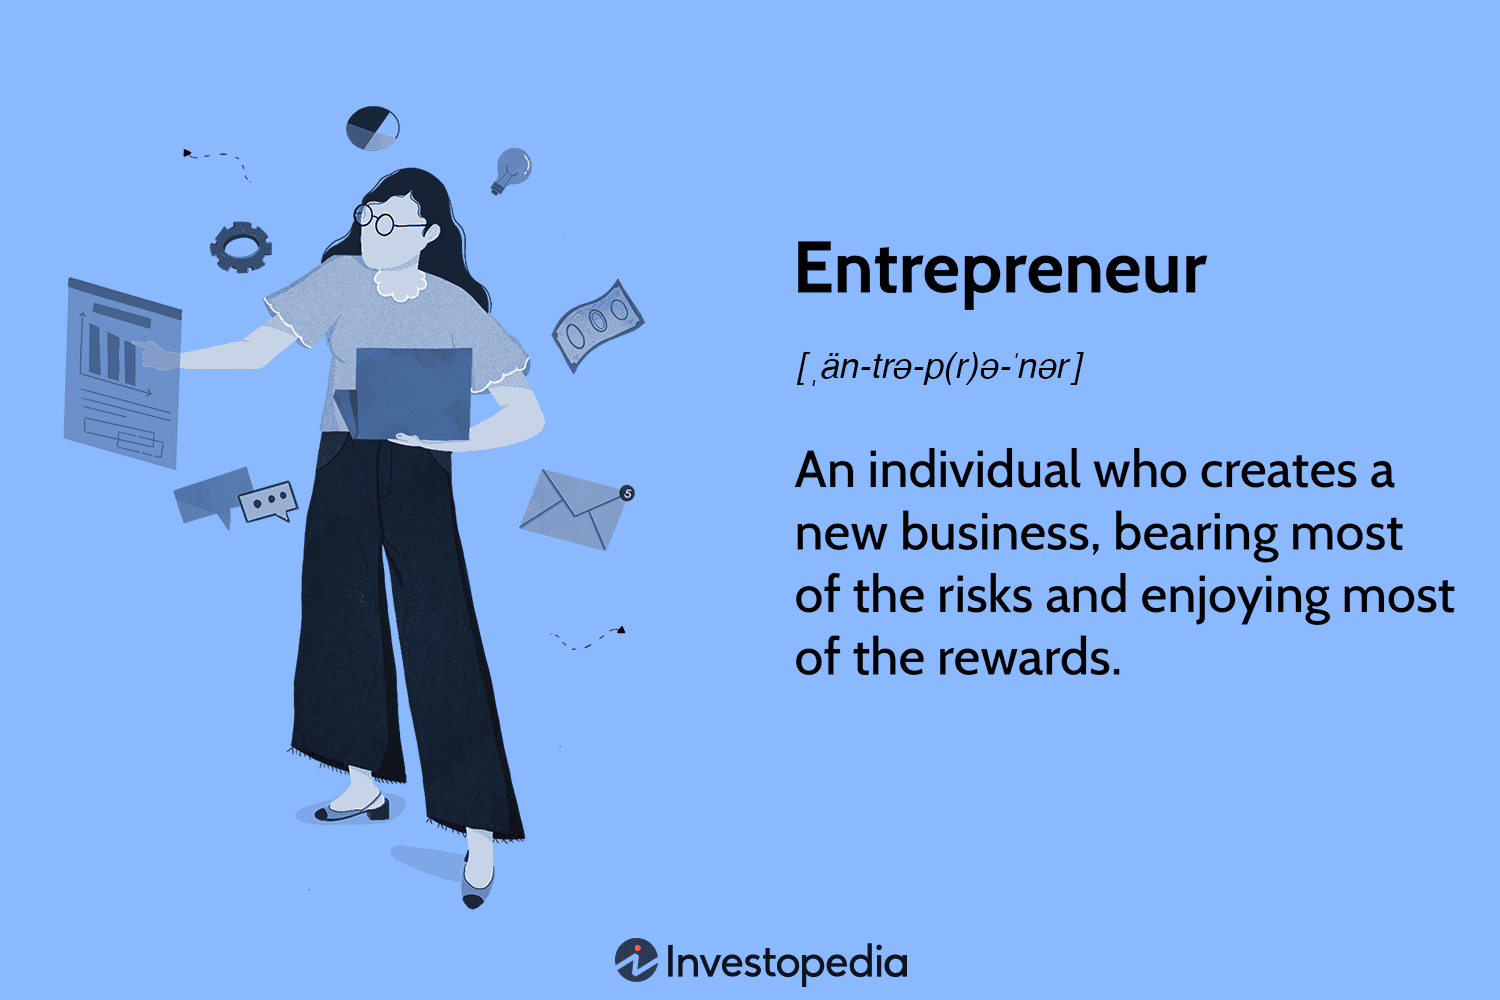 Entrepreneur
[ˌän-trə-p(r)ə-ˈnər]
An individual who creates a
new business, bearing most
of the risks and enjoying most
of the rewards.
5
Investopedia